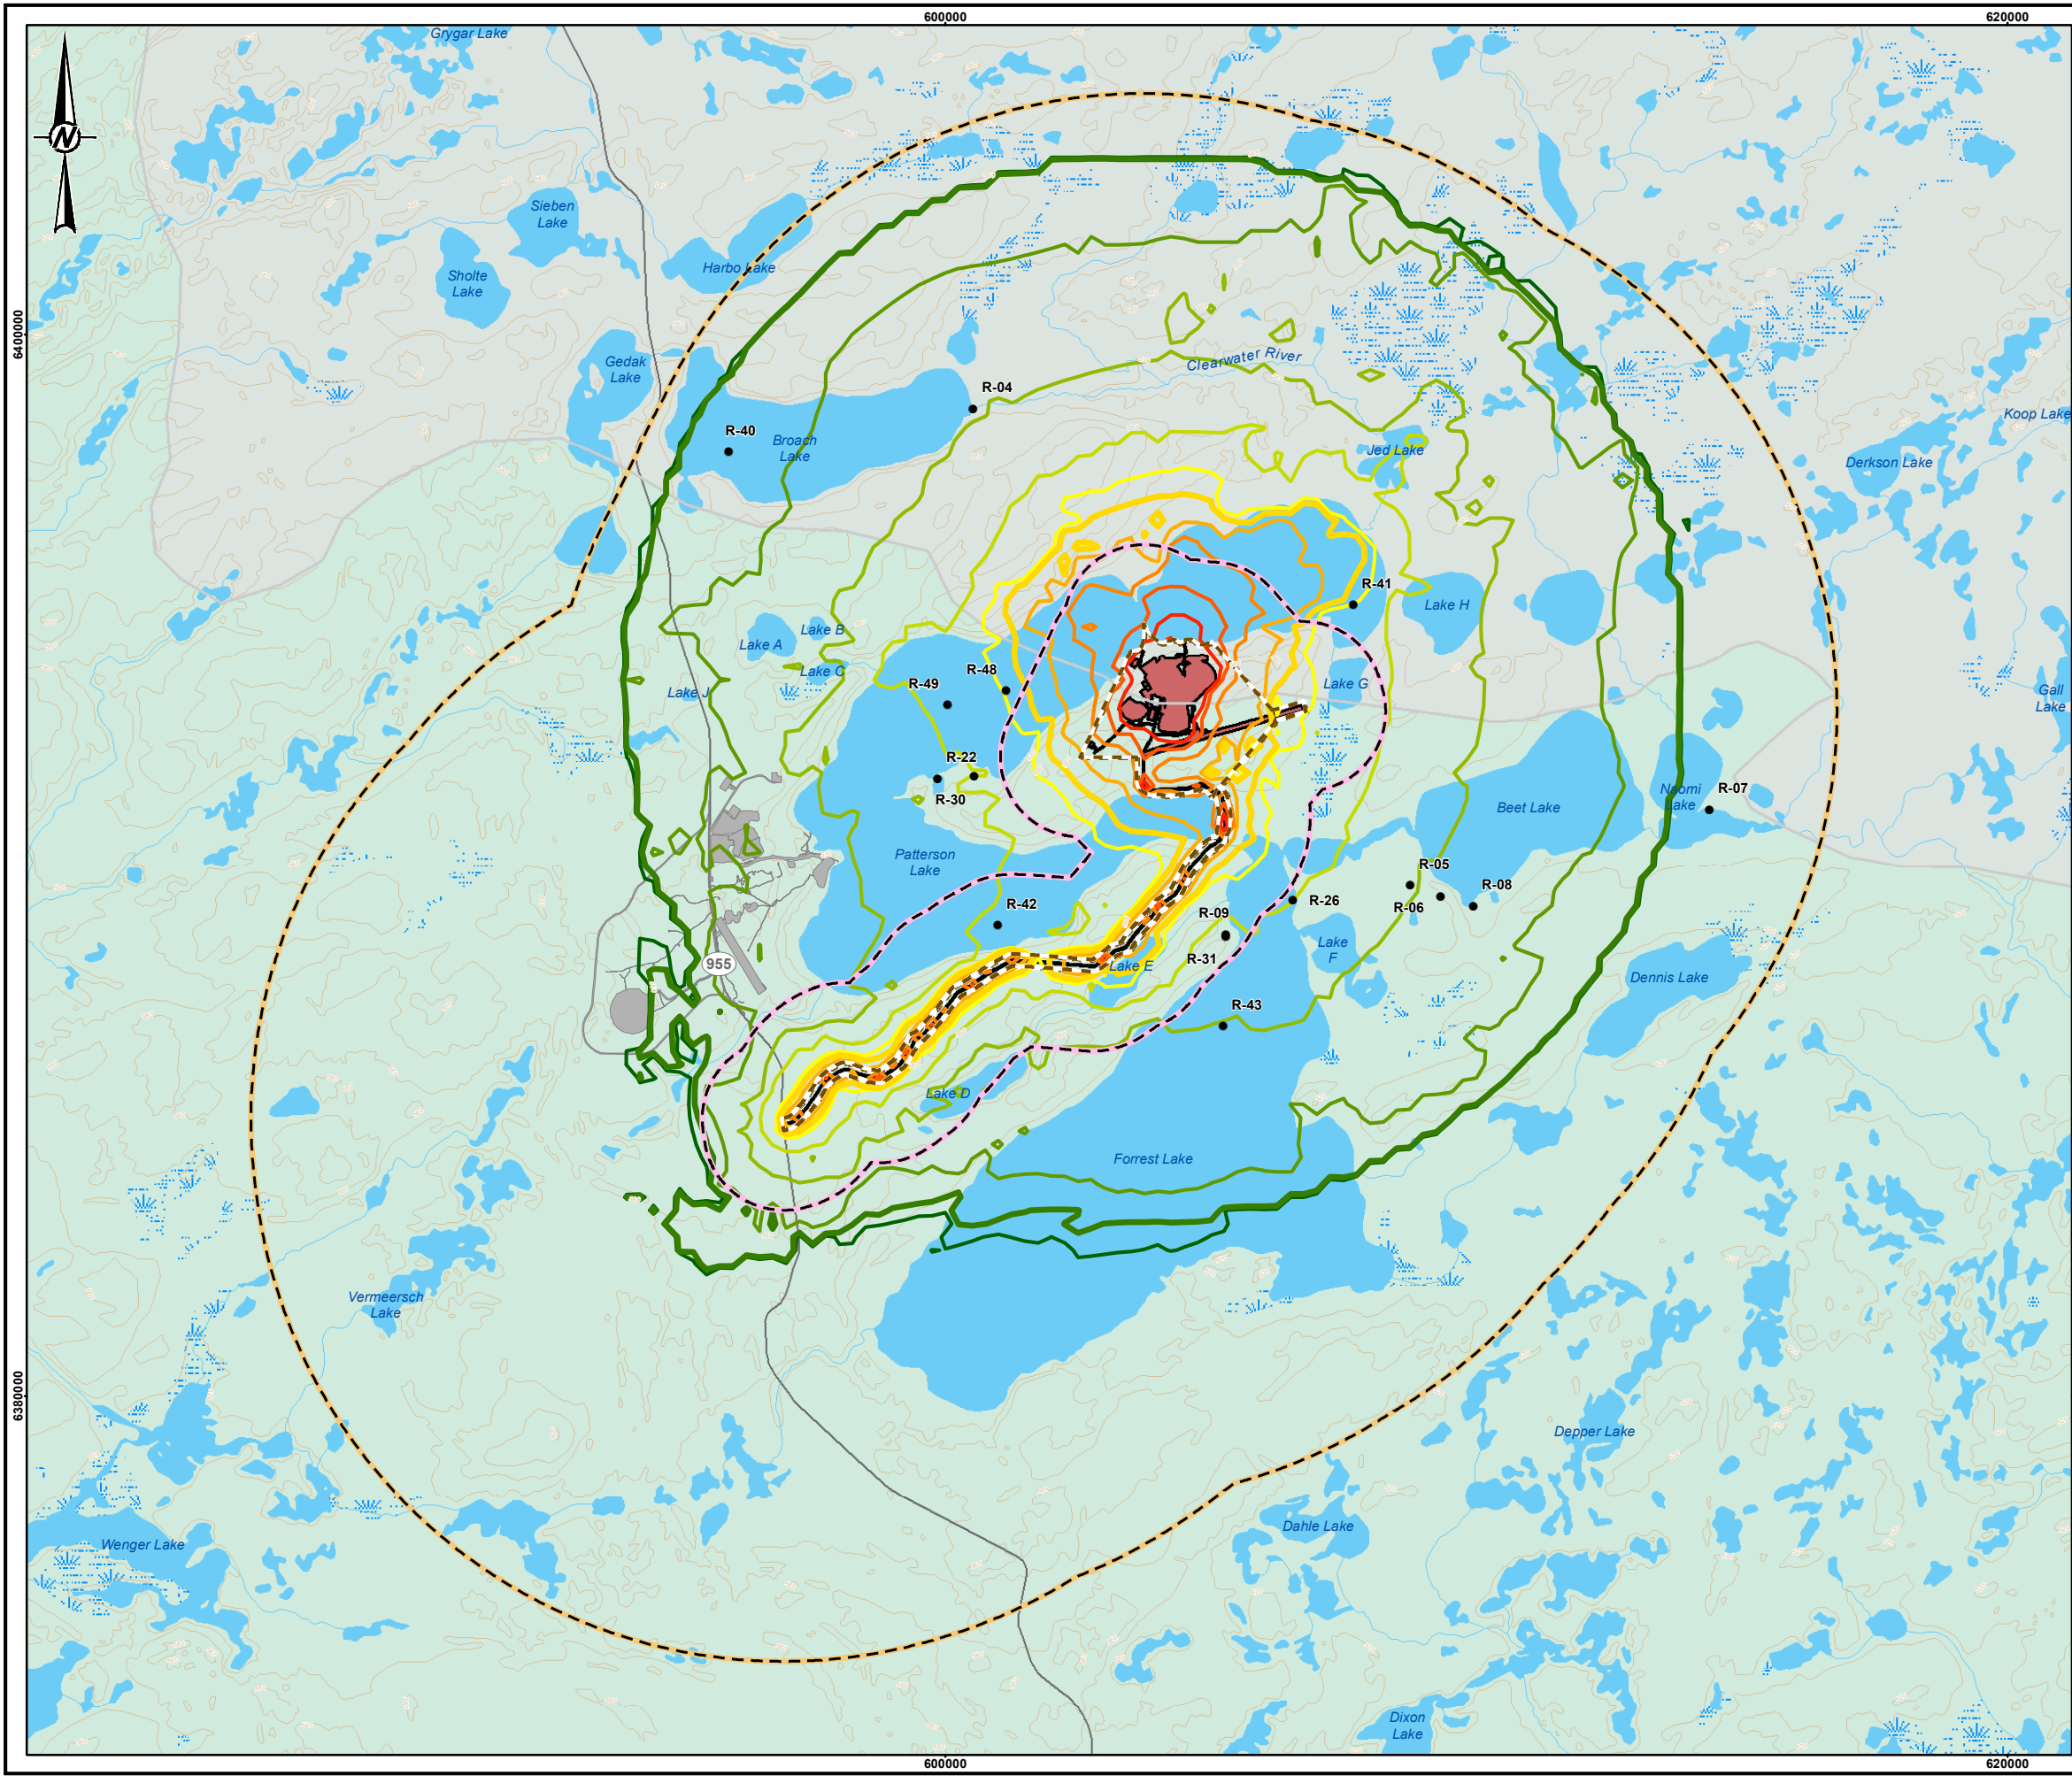 600000
620000
Grygar Lake
N
Sieben
Lake
Harbo Lake
Sholte
Lake
6400000
Clearwater River
Gedak
Lake
R-04
Koop Lake
R-40
Broach
Lake
Jed Lake
Derkson Lake
R-41
Lake H
Lake B
Lake A
Lake C
R-48
R-49
Lake J
Lake G
Gall
Lake
R-22
R-30
Naomi
Lake
R-07
Beet Lake
Patterson
Lake
R-05
R-08
R-06
R-42
R-09
R-26
Lake
F
955
R-31
Lake E
Dennis Lake
R-43
Lake D
Forrest Lake
Vermeersch
Lake
6380000
Depper Lake
Dahle Lake
Wenger Lake
Dixon
Lake
600000
620000